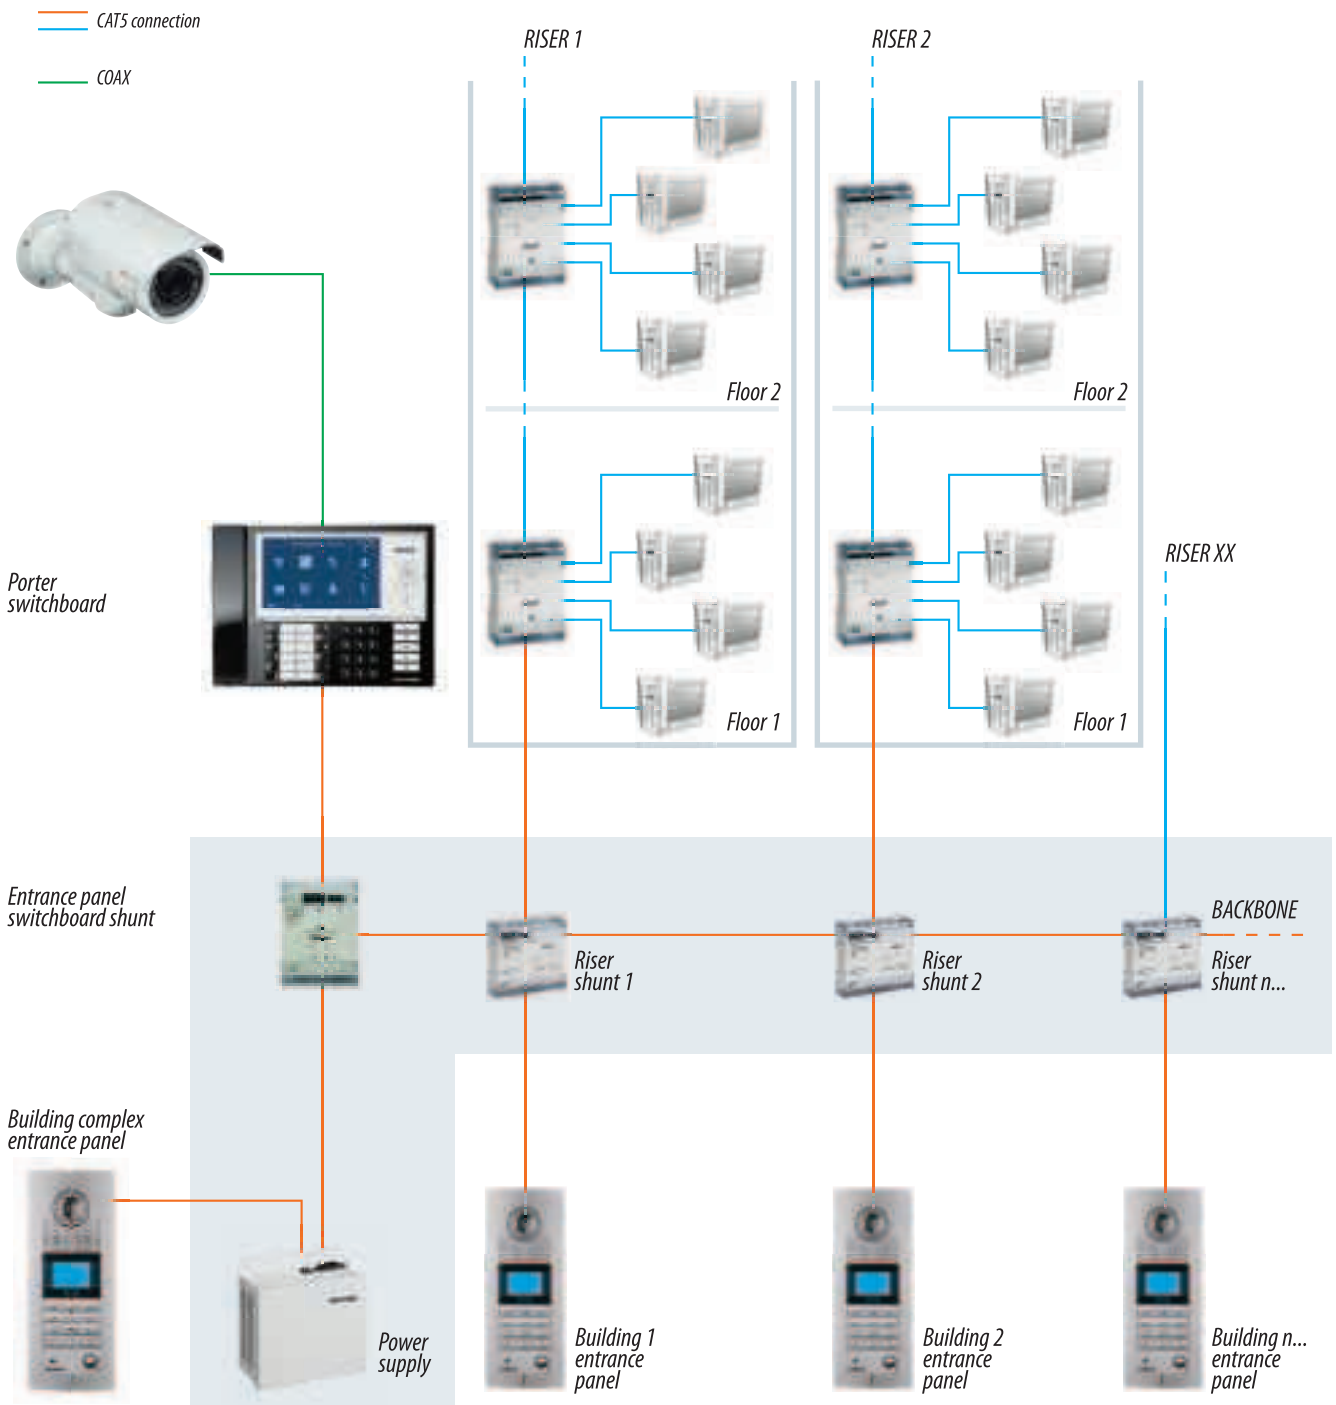 CAT5 connection
COAX
RISER 1
RISER 2
Floor 2
Floor 2
Porter
switchboard
RISER XX
Floor 1
Floor 1
Entrance panel
switchboard shunt
BACKBONE
Riser
shunt 1
Riser
shunt 2
Riser
shunt n...
Building complex
entrance panel
Power
supply
Building 1
entrance
panel
Building 2
entrance
panel
Building n...
entrance
panel